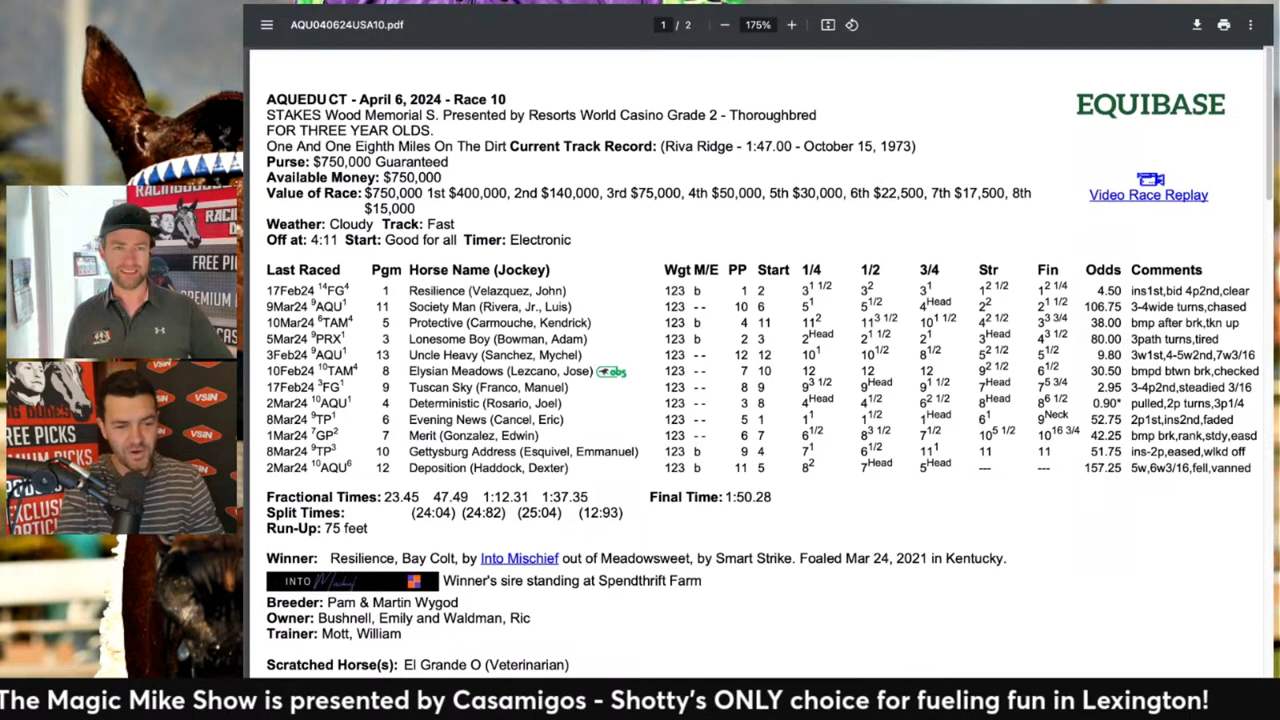 AQU040624USA10.pdf
1 / 2
175%
AQUEDUCT - April 6, 2024 - Race 10
STAKES Wood Memorial S. Presented by Resorts World Casino Grade 2 - Thoroughbred
EQUIBASE
FOR THREE YEAR OLDS.
One And One Eighth Miles On The Dirt Current Track Record: (Riva Ridge - 1:47.00 - October 15, 1973)
Purse: $750,000 Guaranteed
Available Money: $750,000
Value of Race: $750,000 1st $400,000, 2nd $140,000, 3rd $75,000, 4th $50,000, 5th $30,000, 6th $22,500, 7th $17,500, 8th
$15,000
Video Race Replay
Weather: Cloudy Track: Fast
Off at: 4:11 Start: Good for all Timer: Electronic
Last Raced Pgm Horse Name (Jockey) Wgt M/E PP Start 1/4 1/2 3/4 Str Fin Odds Comments
17Feb24 14FG4 1 Resilience (Velazquez, John) 123 b 1 2 3 1 1/2 3 2 3 2 1 2 1/2 1 2 1/4 4.50 ins1st,bid 4p2nd,clear
9Mar24 9AQU1 11 Society Man (Rivera, Jr., Luis) 123 - - 10 6 5 1 5 1/2 4 Head 2 2 2 1 1/2 106.75 3-4wide turns,chased
10Mar24 6TAM4 5 Protective (Carmouche, Kendrick) 123 b 4 11 11 2 11 3 1/2 10 1 1/2 4 2 1/2 3 3 3/4 38.00 bmp after brk,tkn up
5Mar24 9PRX1 3 Lonesome Boy (Bowman, Adam) 123 b 2 3 2 Head 2 1 1/2 2 1 3 Head 4 3 1/2 80.00 3path turns,tired
3Feb24 9AQU1 13 Uncle Heavy (Sanchez, Mychel) 123 - - 12 12 10 1 10 1/2 8 1/2 5 2 1/2 5 1/2 9.80 3w1st,4-5w2nd,7w3/16
10Feb24 10TAM4 8 Elysian Meadows (Lezcano, Jose) obs 123 - - 7 10 12 12 12 9 2 1/2 6 1/2 30.50 bmpd btwn brk,checked
17Feb24 3FG1 9 Tuscan Sky (Franco, Manuel) 123 - - 8 9 9 3 1/2 9 Head 9 1 1/2 7 Head 7 5 3/4 2.95 3-4p2nd,steadied 3/16
2Mar24 10AQU1 4 Deterministic (Rosario, Joel) 123 - - 3 8 4 Head 4 1/2 6 2 1/2 8 Head 8 6 1/2 0.90* pulled,2p turns,3p1/4
8Mar24 9TP1 6 Evening News (Cancel, Eric) 123 - - 5 1 1 1 1 1/2 1 Head 6 1 9 Neck 52.75 2p1st,ins2nd,faded
1Mar24 7GP2 7 Merit (Gonzalez, Edwin) 123 - - 6 7 6 1/2 8 3 1/2 7 1/2 10 5 1/2 10 16 3/4 42.25 bmp brk,rank,stdy,easd
8Mar24 9TP3 10 Gettysburg Address (Esquivel, Emmanuel) 123 - - 9 4 7 1 6 1/2 11 1 11 11 51.75 ins-2p,eased,wlkd off
2Mar24 10AQU6 12 Deposition (Haddock, Dexter) 123 b 11 5 8 2 7 Head 5 Head --- --- 157.25 5w,6w3/16,fell,vanned
Fractional Times: 23.45 47.49 1:12.31 1:37.35 Final Time: 1:50.28
Split Times: (24:04) (24:82) (25:04) (12:93)
Run-Up: 75 feet
Winner: Resilience, Bay Colt, by Into Mischief out of Meadowsweet, by Smart Strike. Foaled Mar 24, 2021 in Kentucky.
INTO Mischief Winner's sire standing at Spendthrift Farm
Breeder: Pam & Martin Wygod
Owner: Bushnell, Emily and Waldman, Ric
Trainer: Mott, William
Scratched Horse(s): El Grande O (Veterinarian)
FREE PI
PREMIUM
VSIN
FREE PICKS
VSIN
The Magic Mike Show is presented by Casamigos - Shotty's ONLY choice for fueling fun in Lexington!